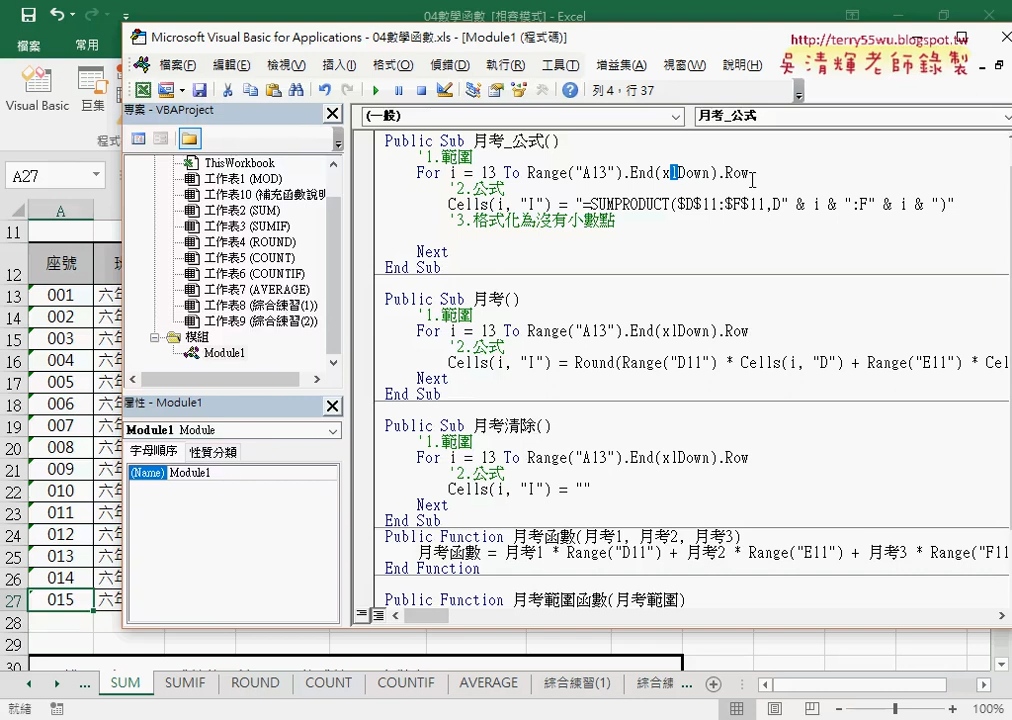 04數學函數 [相容模式] - Excel
檔案
常用
Visual Basic
巨集
程式
A27
A
11
12 座號
13 001 六年
14 002 六年
15 003 六年
16 004 六年
17 005 六年
18 006 六年
19 007 六年
20 008 六年
21 009 六年
22 010 六年
23 011 六年
24 012 六年
25 013 六年
26 014 六年
27 015 六年
28
29
30
Microsoft Visual Basic for Applications - 04數學函數.xls - [Module1 (程式碼)]
http://terry55wu.blogspot.tw
吳清輝老師錄製
檔案(F) 編輯(E) 檢視(V) 插入(I) 格式(O) 偵錯(D) 執行(R) 工具(T) 增益集(A) 視窗(W) 說明(H)
列 4，行 37
專案 - VBAProject
ThisWorkbook
工作表1 (MOD)
工作表10 (補充函數說明
工作表2 (SUM)
工作表3 (SUMIF)
工作表4 (ROUND)
工作表5 (COUNT)
工作表6 (COUNTIF)
工作表7 (AVERAGE)
工作表8 (綜合練習(1))
工作表9 (綜合練習(2))
模組
Module1
屬性 - Module1
Module1 Module
字母順序 性質分類
(Name) Module1
(一般) 月考_公式
Public Sub 月考_公式()
'1.範圍
For i = 13 To Range("A13").End(xlDown).Row
'2.公式
Cells(i, "I") = "=SUMPRODUCT($D$11:$F$11,D" & i & ":F" & i & ")"
'3.格式化為沒有小數點
Next
End Sub
Public Sub 月考()
'1.範圍
For i = 13 To Range("A13").End(xlDown).Row
'2.公式
Cells(i, "I") = Round(Range("D11") * Cells(i, "D") + Range("E11") * Cel
Next
End Sub
Public Sub 月考清除()
'1.範圍
For i = 13 To Range("A13").End(xlDown).Row
'2.公式
Cells(i, "I") = ""
Next
End Sub
Public Function 月考函數(月考1, 月考2, 月考3)
月考函數 = 月考1 * Range("D11") + 月考2 * Range("E11") + 月考3 * Range("F11
End Function
Public Function 月考範圍函數(月考範圍)
... SUM SUMIF ROUND COUNT COUNTIF AVERAGE 綜合練習(1) 綜合練 ...
就緒
100%